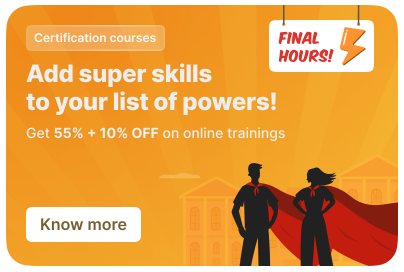 Certification courses
FINAL
HOURS!
Add super skills
to your list of powers!
Get 55% + 10% OFF on online trainings
Know more